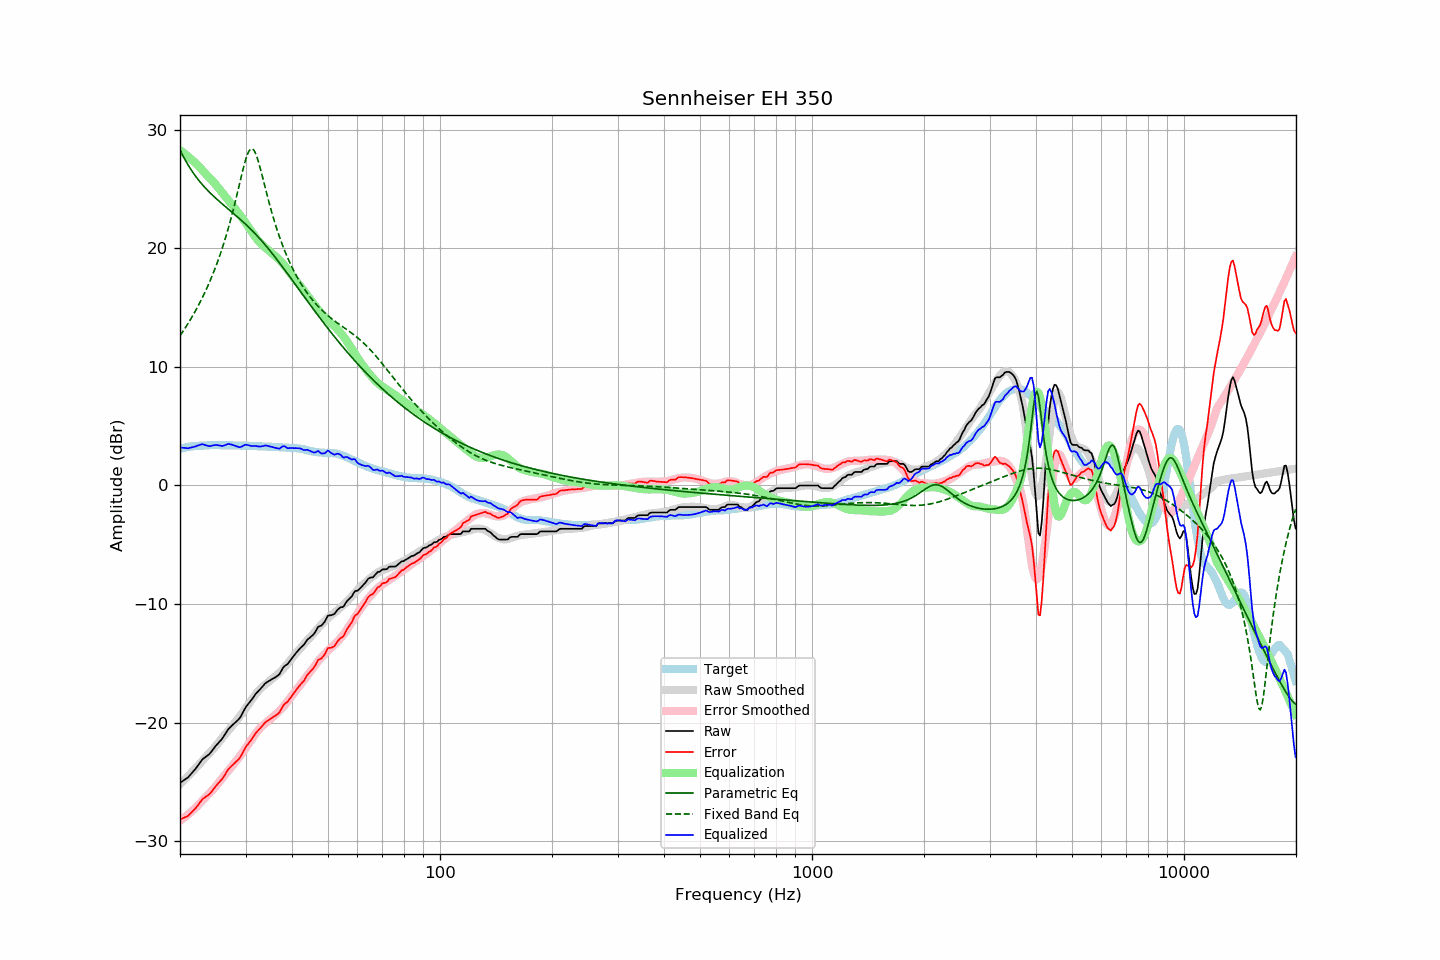 Sennheiser EH 350
Amplitude (dBr)
30
20
10
0
−10
−20
−30
100
1000
10000
Frequency (Hz)
Target
Raw Smoothed
Error Smoothed
Raw
Error
Equalization
Parametric Eq
Fixed Band Eq
Equalized